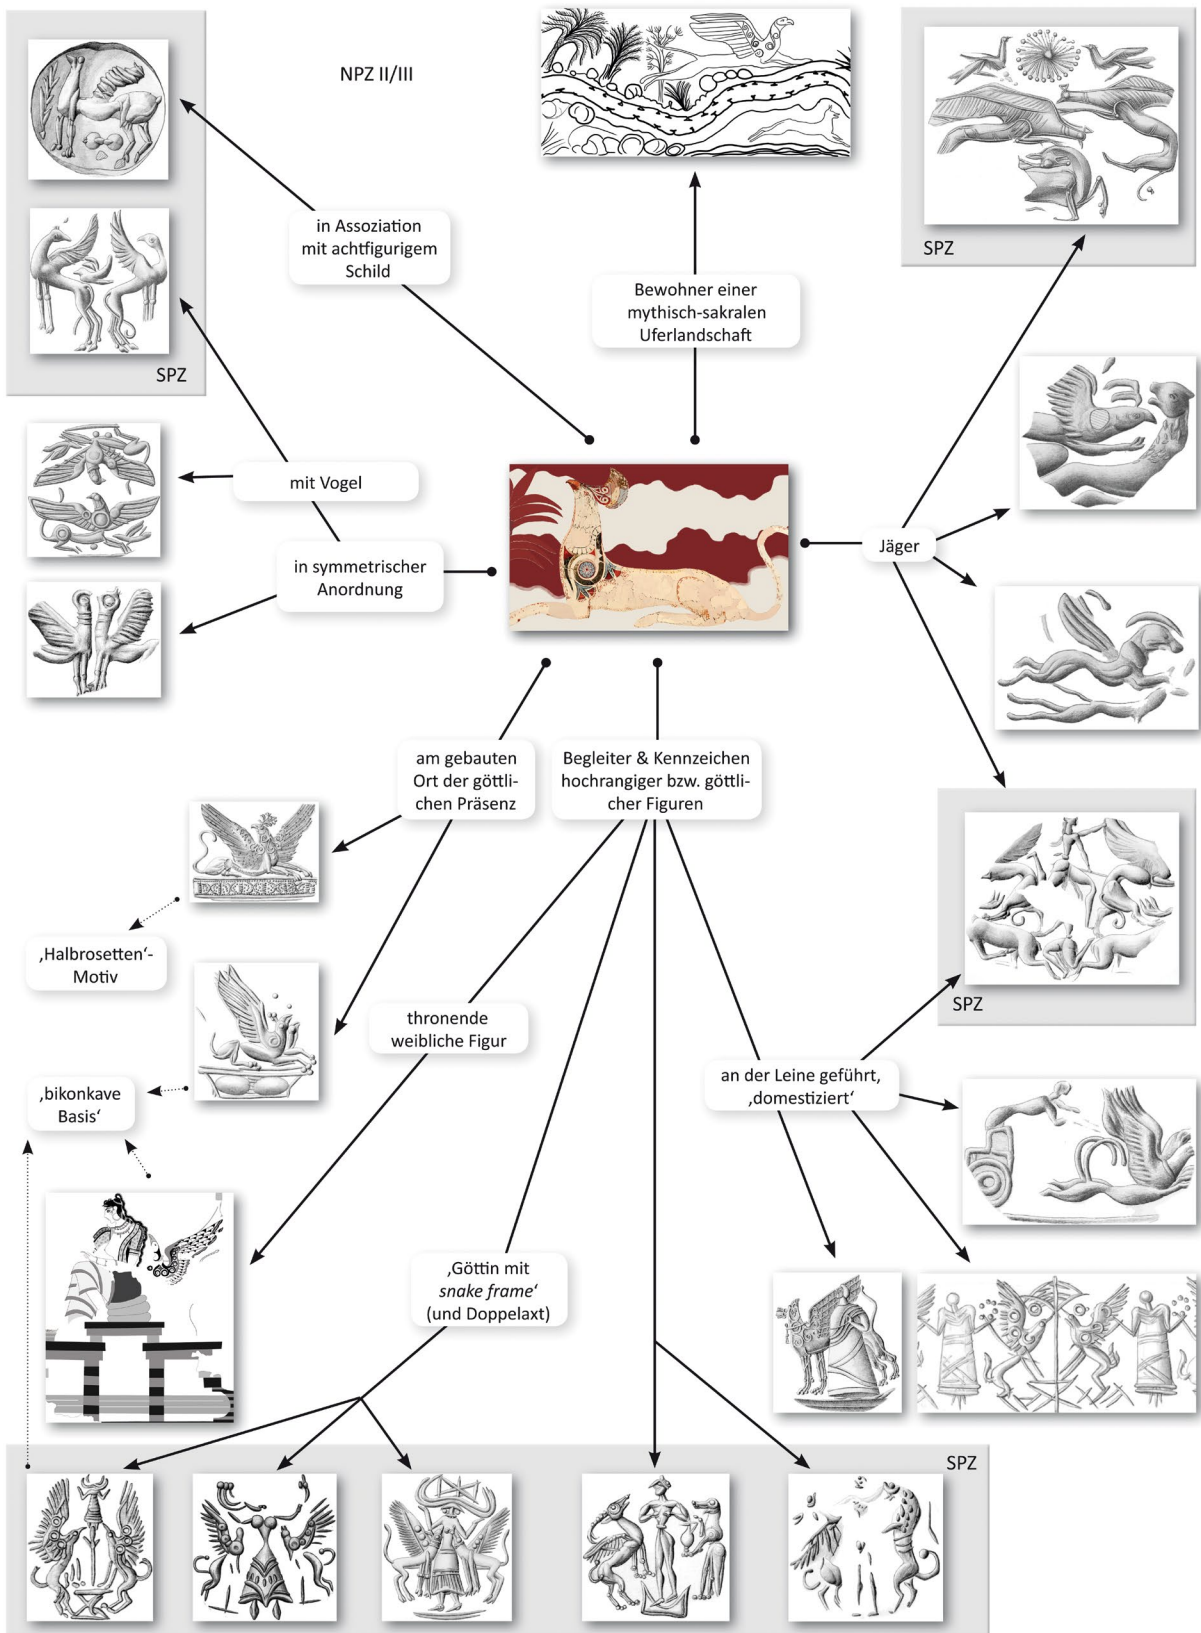 NPZ II/III
SPZ
in Assoziation
mit achtfigurigem
Schild
Bewohner einer
mythisch-sakralen
Uferlandschaft
SPZ
mit Vogel
in symmetrischer
Anordnung
Jäger
am gebauten
Ort der göttli-
chen Präsenz
Begleiter & Kennzeichen
hochrangiger bzw. göttli-
cher Figuren
‚Halbrosetten‘-
Motiv
thronende
weibliche Figur
SPZ
an der Leine geführt,
‚domestiziert‘
‚bikonkave
Basis‘
‚Göttin mit
snake frame‘
(und Doppelaxt)
SPZ